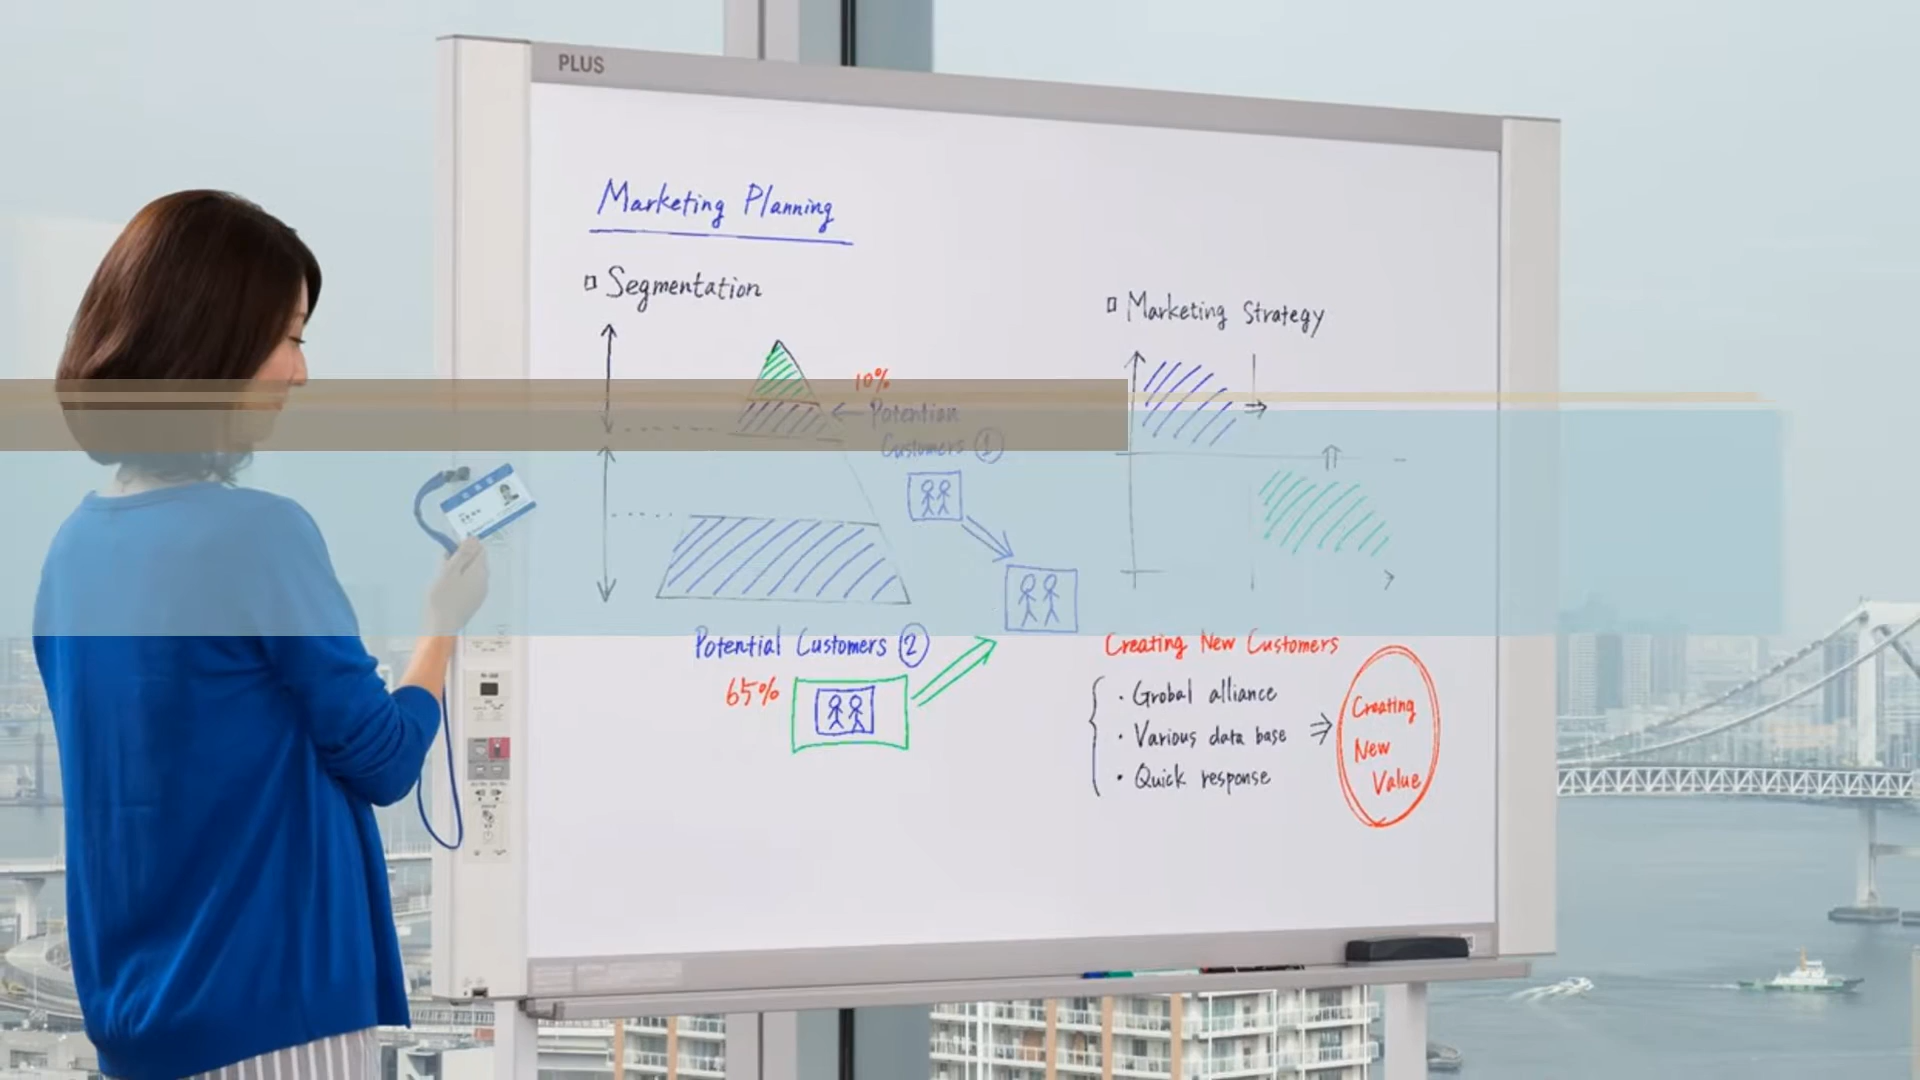 PLUS
Marketing Planning
Segmentation
10%
Potential
Customers ①
Potential Customers ②
65%
Marketing Strategy
Creating New Customers
· Grobal alliance
· Various data base
· Quick response
Creating
New
Value